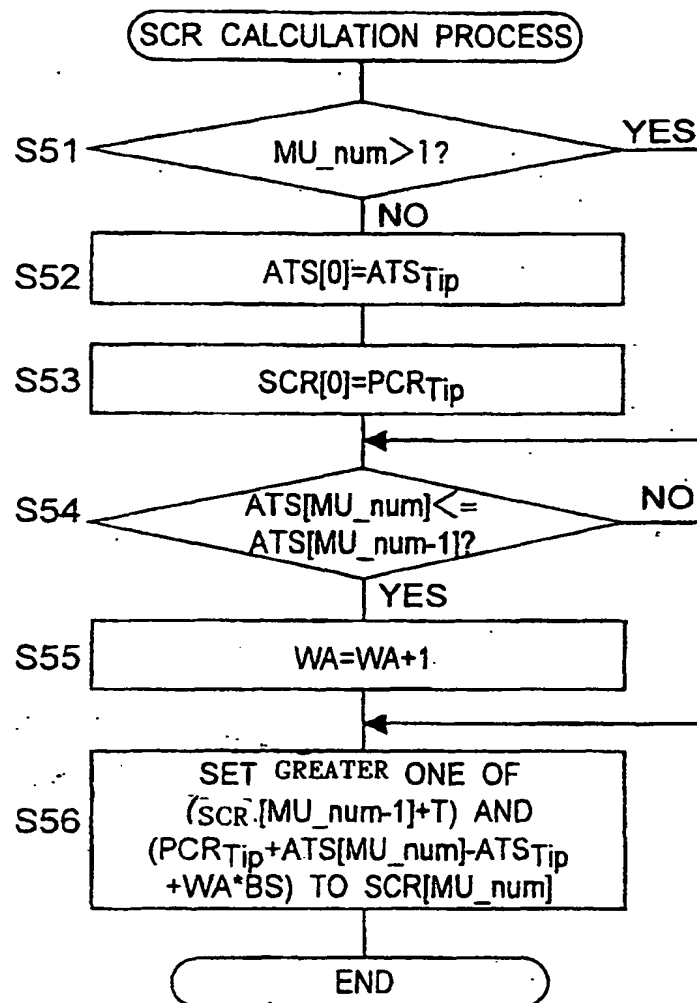 SCR CALCULATION PROCESS
S51
MU_num>1?
YES
NO
S52
ATS[0]=ATSTip
S53
SCR[0]=PCRTip
S54
ATS[MU_num]<=
ATS[MU_num-1]?
NO
YES
S55
WA=WA+1
S56
SET GREATER ONE OF
(SCR.[MU_num-1]+T) AND
(PCRTip+ATS[MU_num]-ATSTip
+WA*BS) TO SCR[MU_num]
END